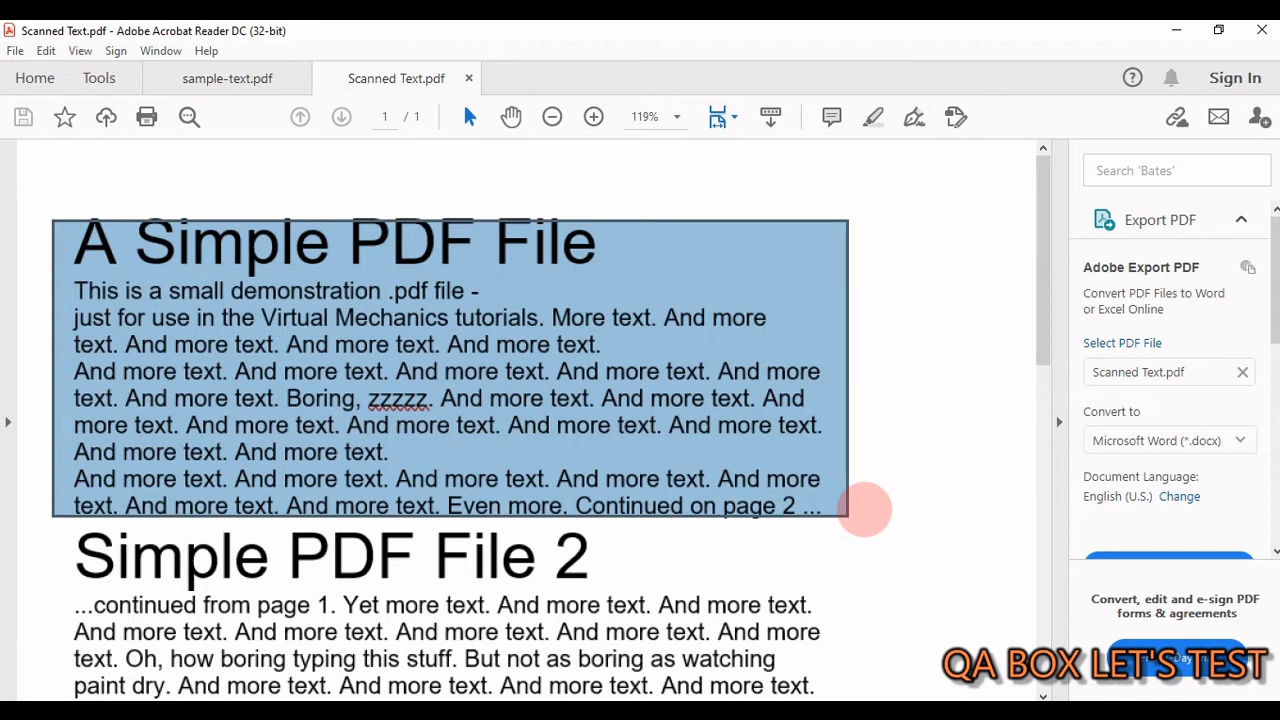 Scanned Text.pdf - Adobe Acrobat Reader DC (32-bit)
File Edit View Sign Window Help
Home Tools sample-text.pdf Scanned Text.pdf × Sign In
1 / 1 119%
Search 'Bates'
Export PDF
Adobe Export PDF
Convert PDF Files to Word
or Excel Online
Select PDF File
Scanned Text.pdf
Convert to
Microsoft Word (*.docx)
Document Language:
English (U.S.) Change
Convert, edit and e-sign PDF
forms & agreements
A Simple PDF File
This is a small demonstration .pdf file -
just for use in the Virtual Mechanics tutorials. More text. And more
text. And more text. And more text. And more text.
And more text. And more text. And more text. And more text. And more
text. And more text. Boring, zzzzz. And more text. And more text. And
more text. And more text. And more text. And more text. And more text.
And more text. And more text.
And more text. And more text. And more text. And more text. And more
text. And more text. And more text. Even more. Continued on page 2 ...
Simple PDF File 2
...continued from page 1. Yet more text. And more text. And more text.
And more text. And more text. And more text. And more text. And more
text. Oh, how boring typing this stuff. But not as boring as watching
paint dry. And more text. And more text. And more text. And more text.
QA BOX LET'S TEST